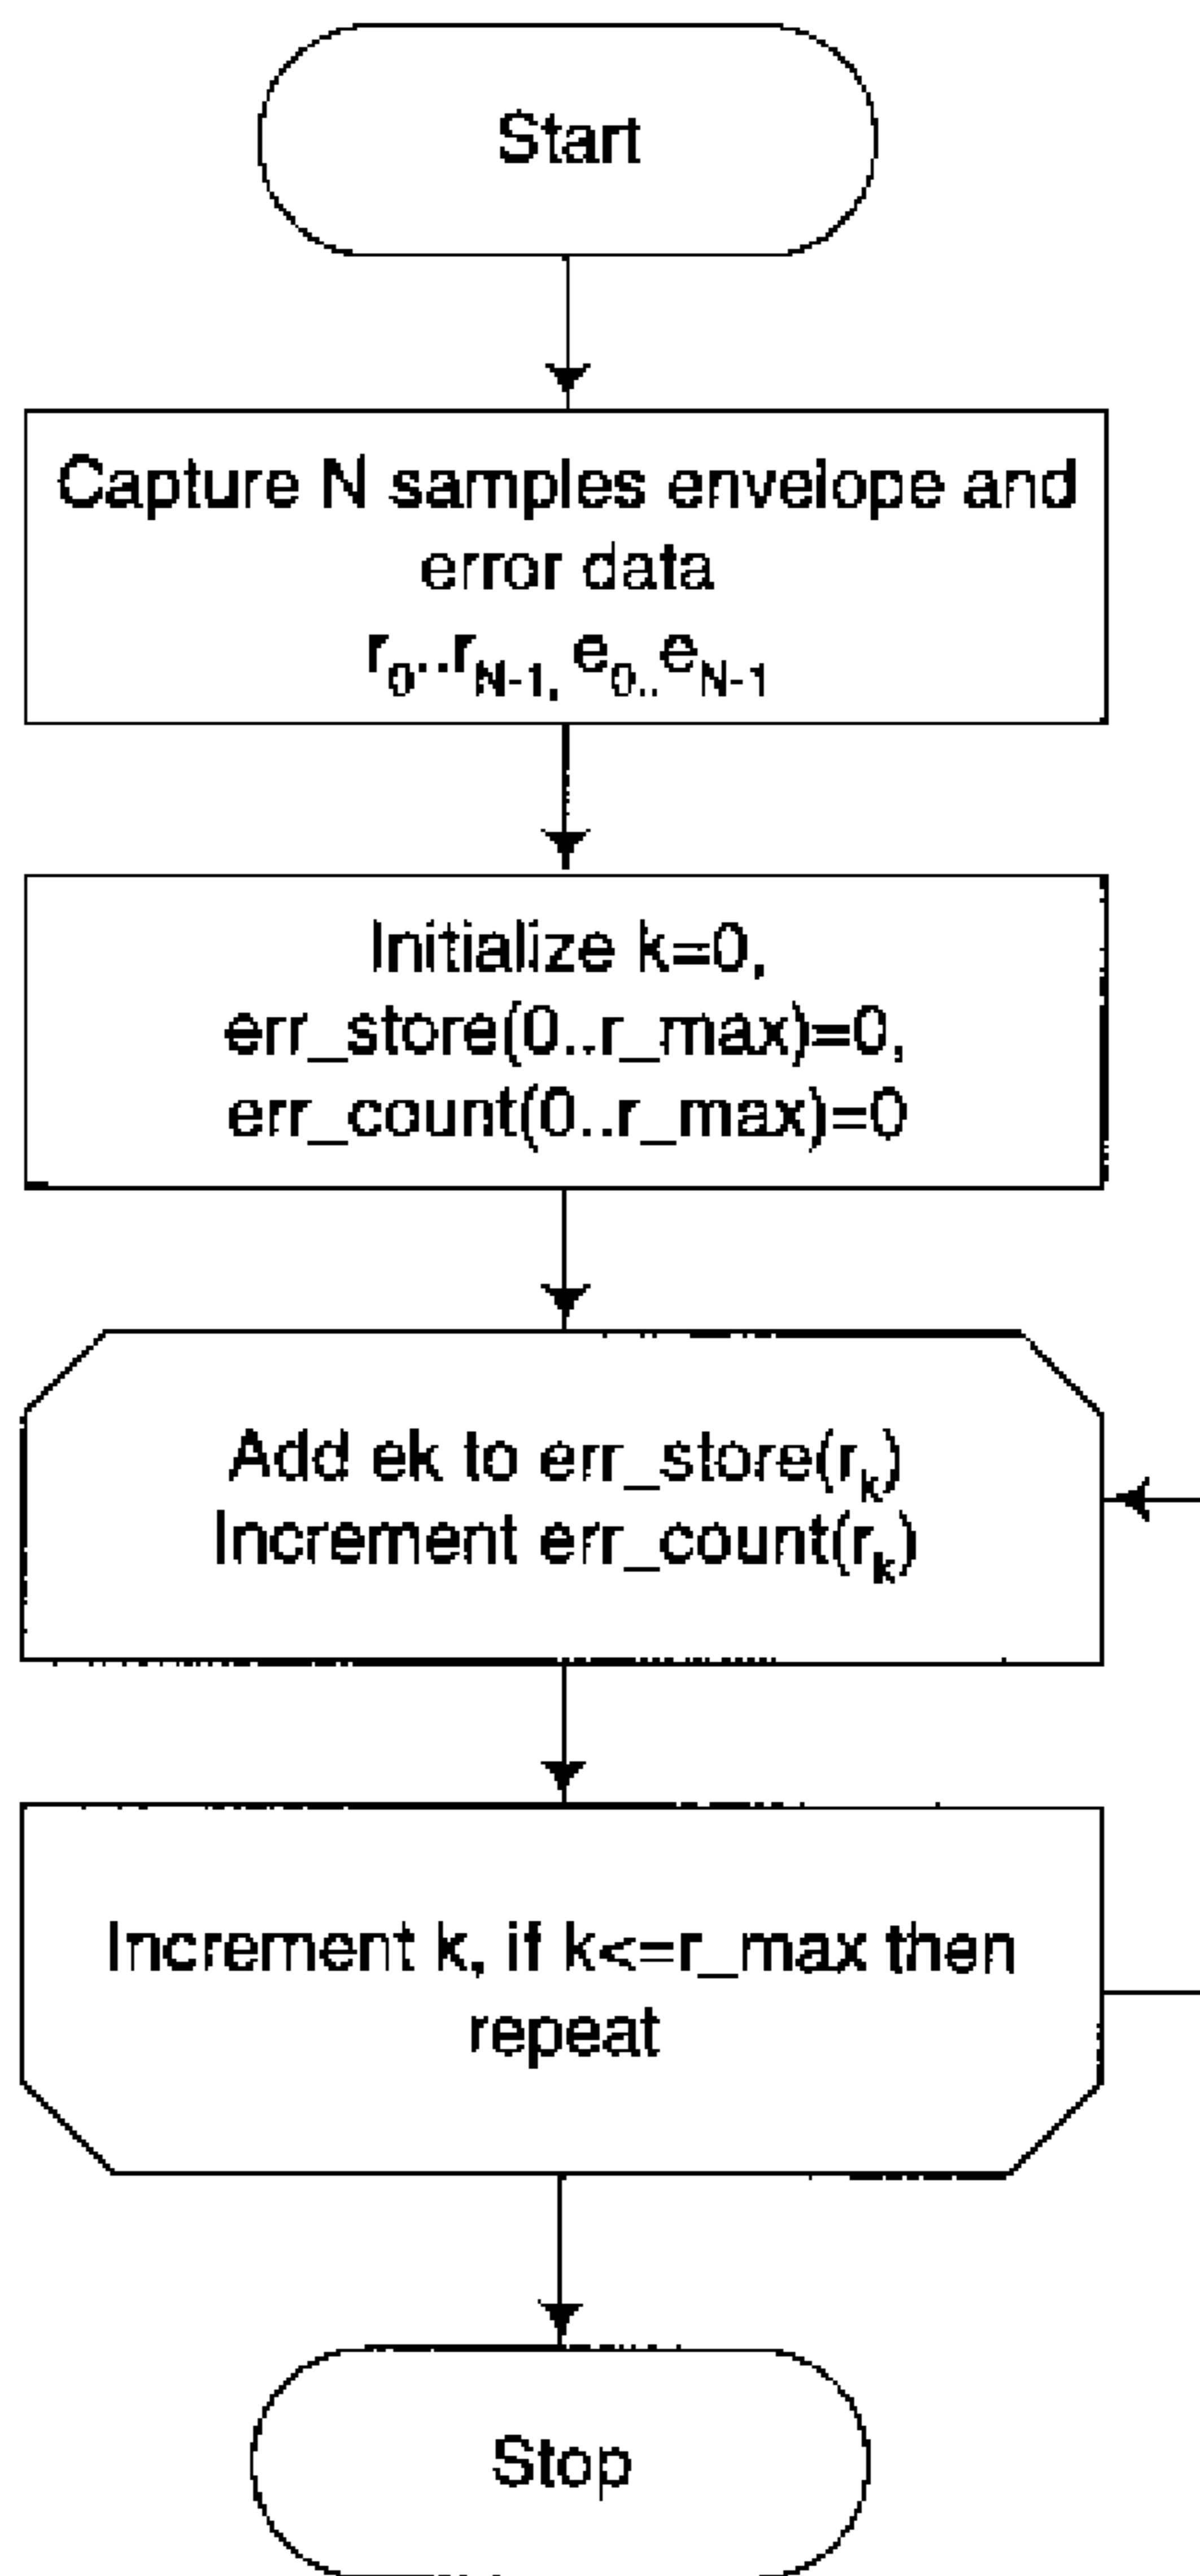 Start
Capture N samples envelope and
error data
r0..rN-1, e0..eN-1
Initialize k=0,
err_store(0..r_max)=0,
err_count(0..r_max)=0
Add ek to err_store(rk)
Increment err_count(rk)
Increment k, if k<=r_max then
repeat
Stop